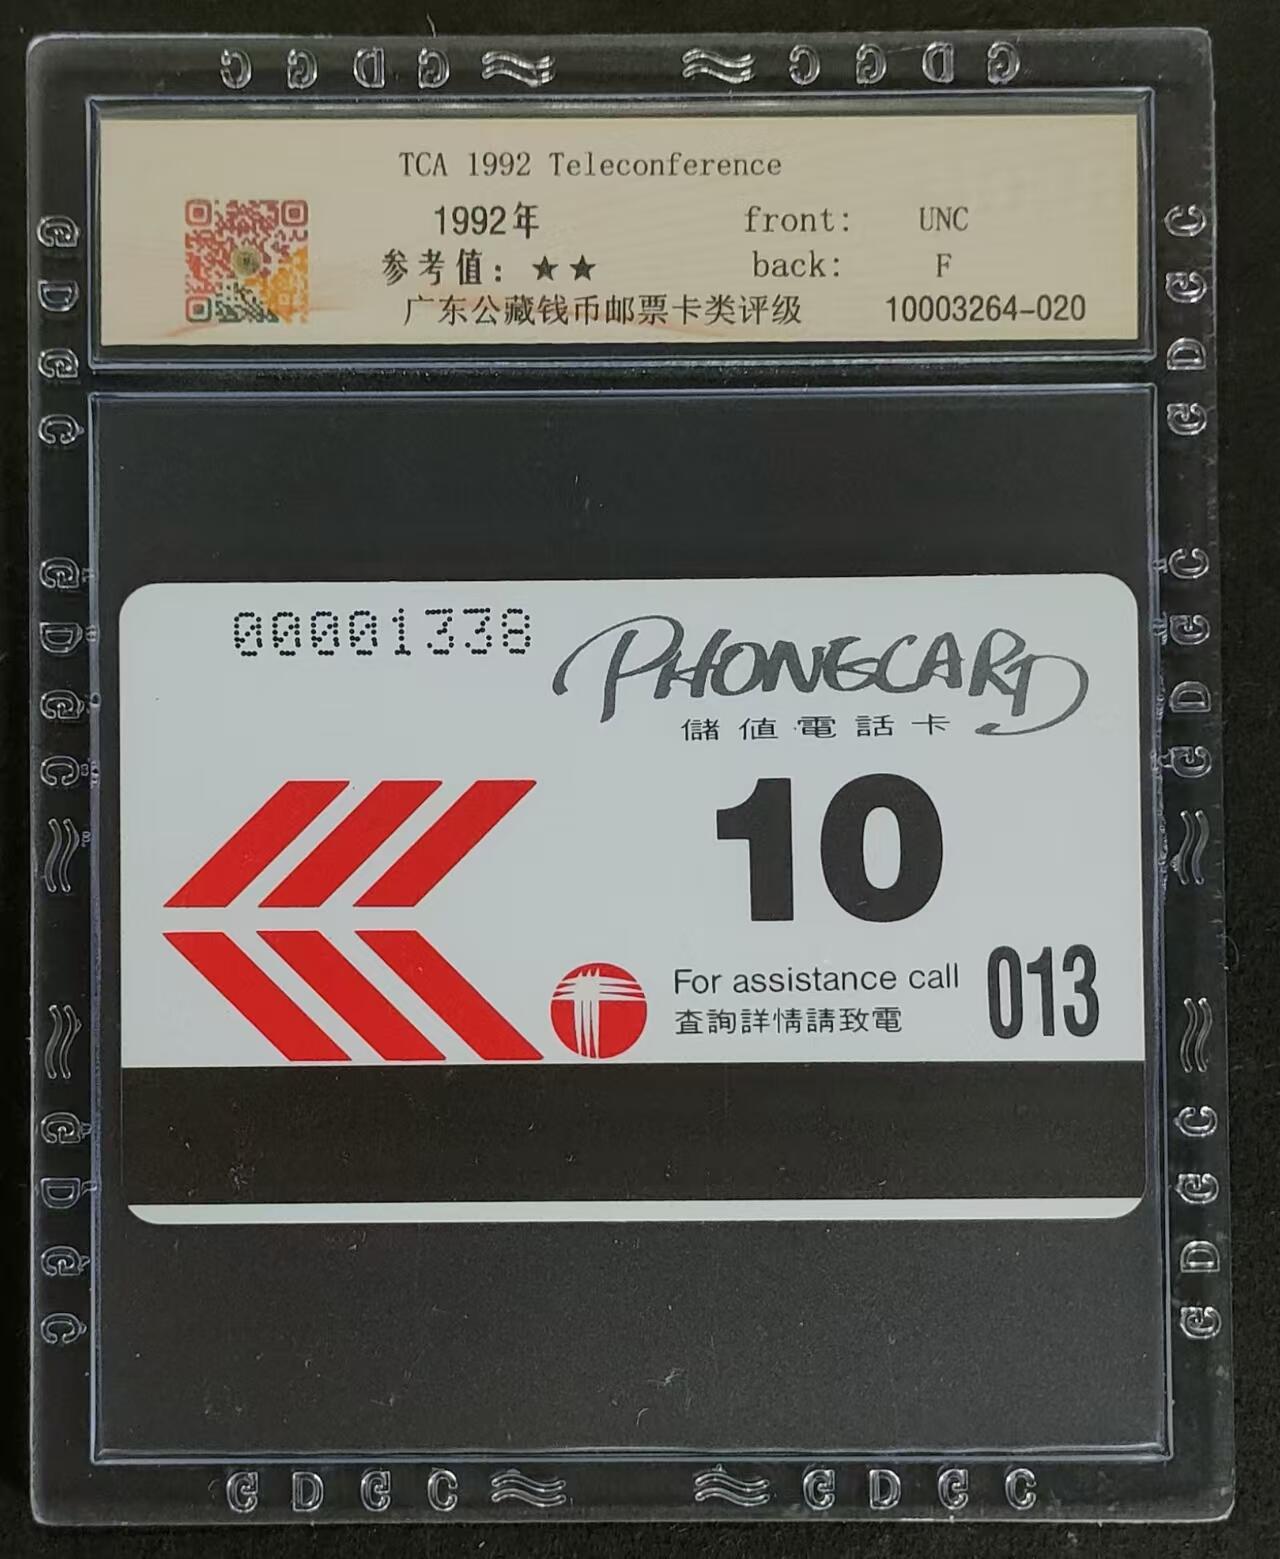 G D G C ≈ ≈ C G D G
TCA 1992 Teleconference
1992年 front: UNC
参考值：★★ back: F
广东公藏钱币邮票卡类评级 10003264-020
00001338
PHONECARD
儲值電話卡
10
For assistance call 013
查詢詳情請致電
G D G C
G D G C
G D G C
G D G C
G D G C
G D G C
G D G C ≈ ≈ G D G C